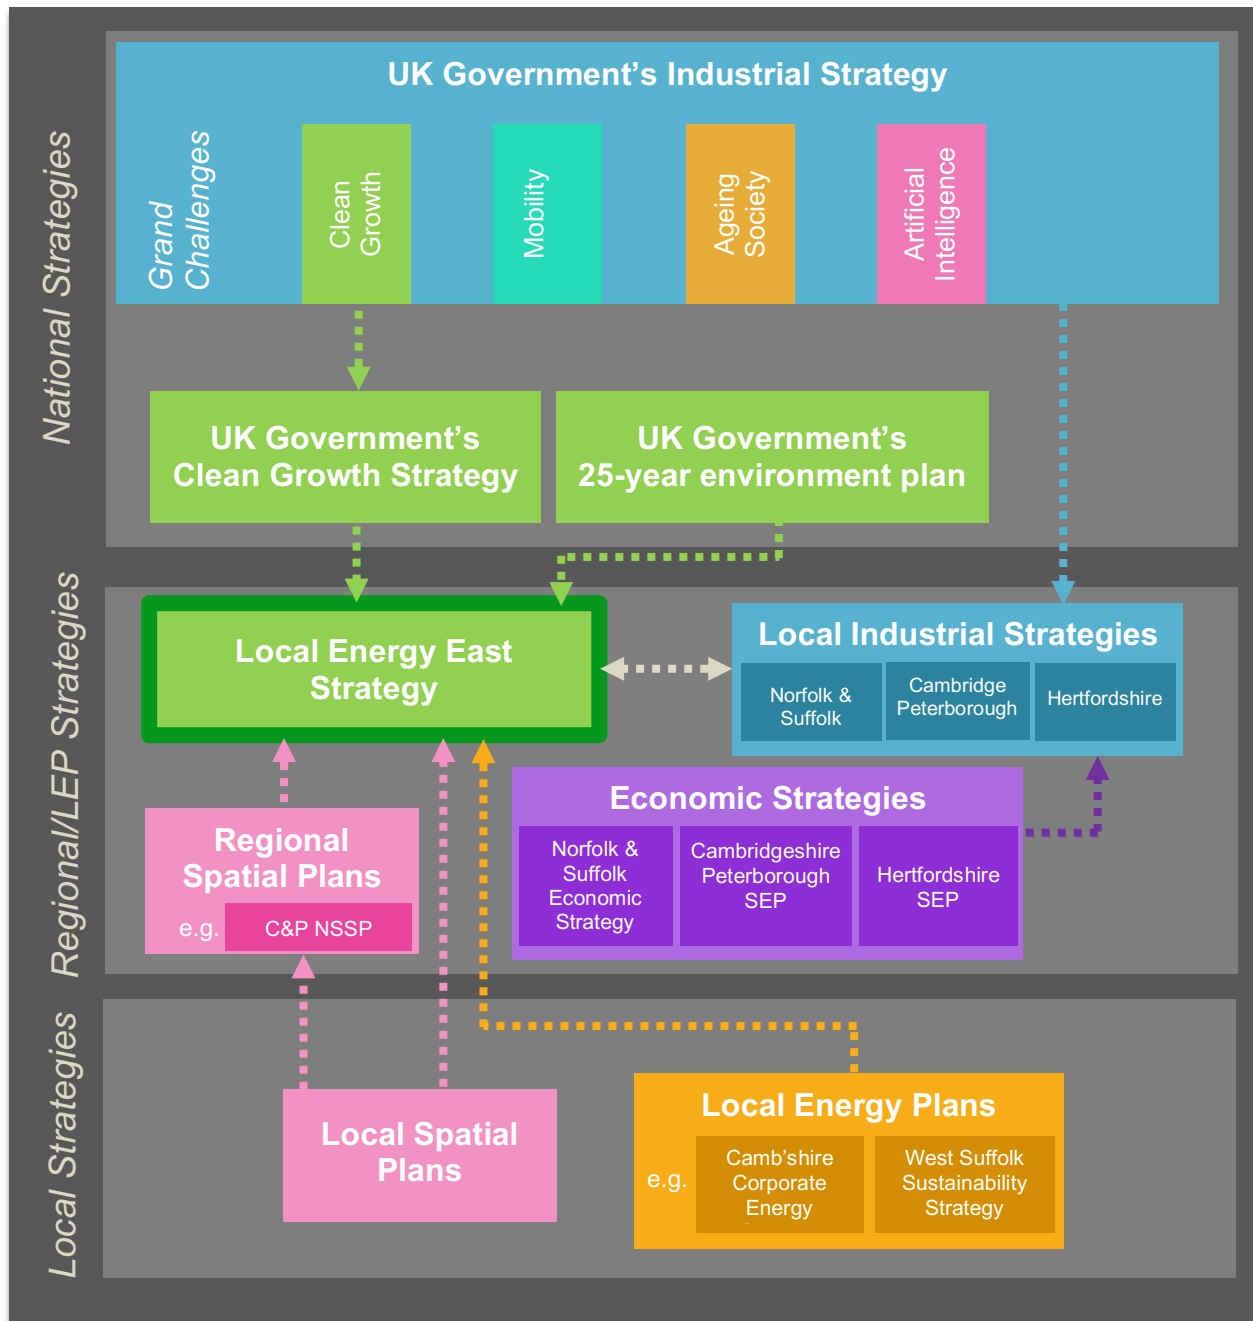 National Strategies
UK Government's Industrial Strategy
Grand
Challenges
Clean
Growth
Mobility
Ageing
Society
Artificial
Intelligence
UK Government's
Clean Growth Strategy
UK Government's
25-year environment plan
Regional/LEP Strategies
Local Energy East
Strategy
Local Industrial Strategies
Norfolk &
Suffolk
Cambridge
Peterborough
Hertfordshire
Regional
Spatial Plans
e.g.
C&P NSSP
Economic Strategies
Norfolk &
Suffolk
Economic
Strategy
Cambridgeshire
Peterborough
SEP
Hertfordshire
SEP
Local Strategies
Local Spatial
Plans
Local Energy Plans
e.g.
Camb'shire
Corporate
Energy
West Suffolk
Sustainability
Strategy